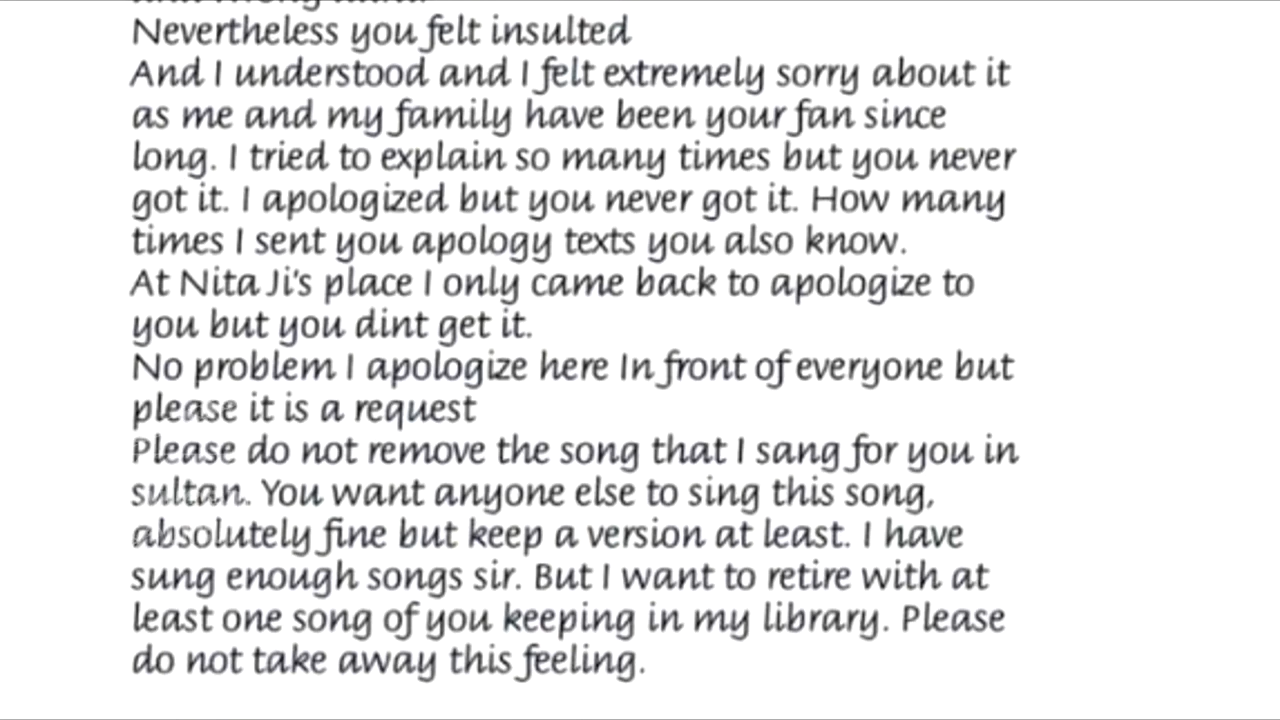 Nevertheless you felt insulted
And I understood and I felt extremely sorry about it
as me and my family have been your fan since
long. I tried to explain so many times but you never
got it. I apologized but you never got it. How many
times I sent you apology texts you also know.
At Nita Ji's place I only came back to apologize to
you but you dint get it.
No problem I apologize here In front of everyone but
please it is a request
Please do not remove the song that I sang for you in
sultan. You want anyone else to sing this song,
absolutely fine but keep a version at least. I have
sung enough songs sir. But I want to retire with at
least one song of you keeping in my library. Please
do not take away this feeling.